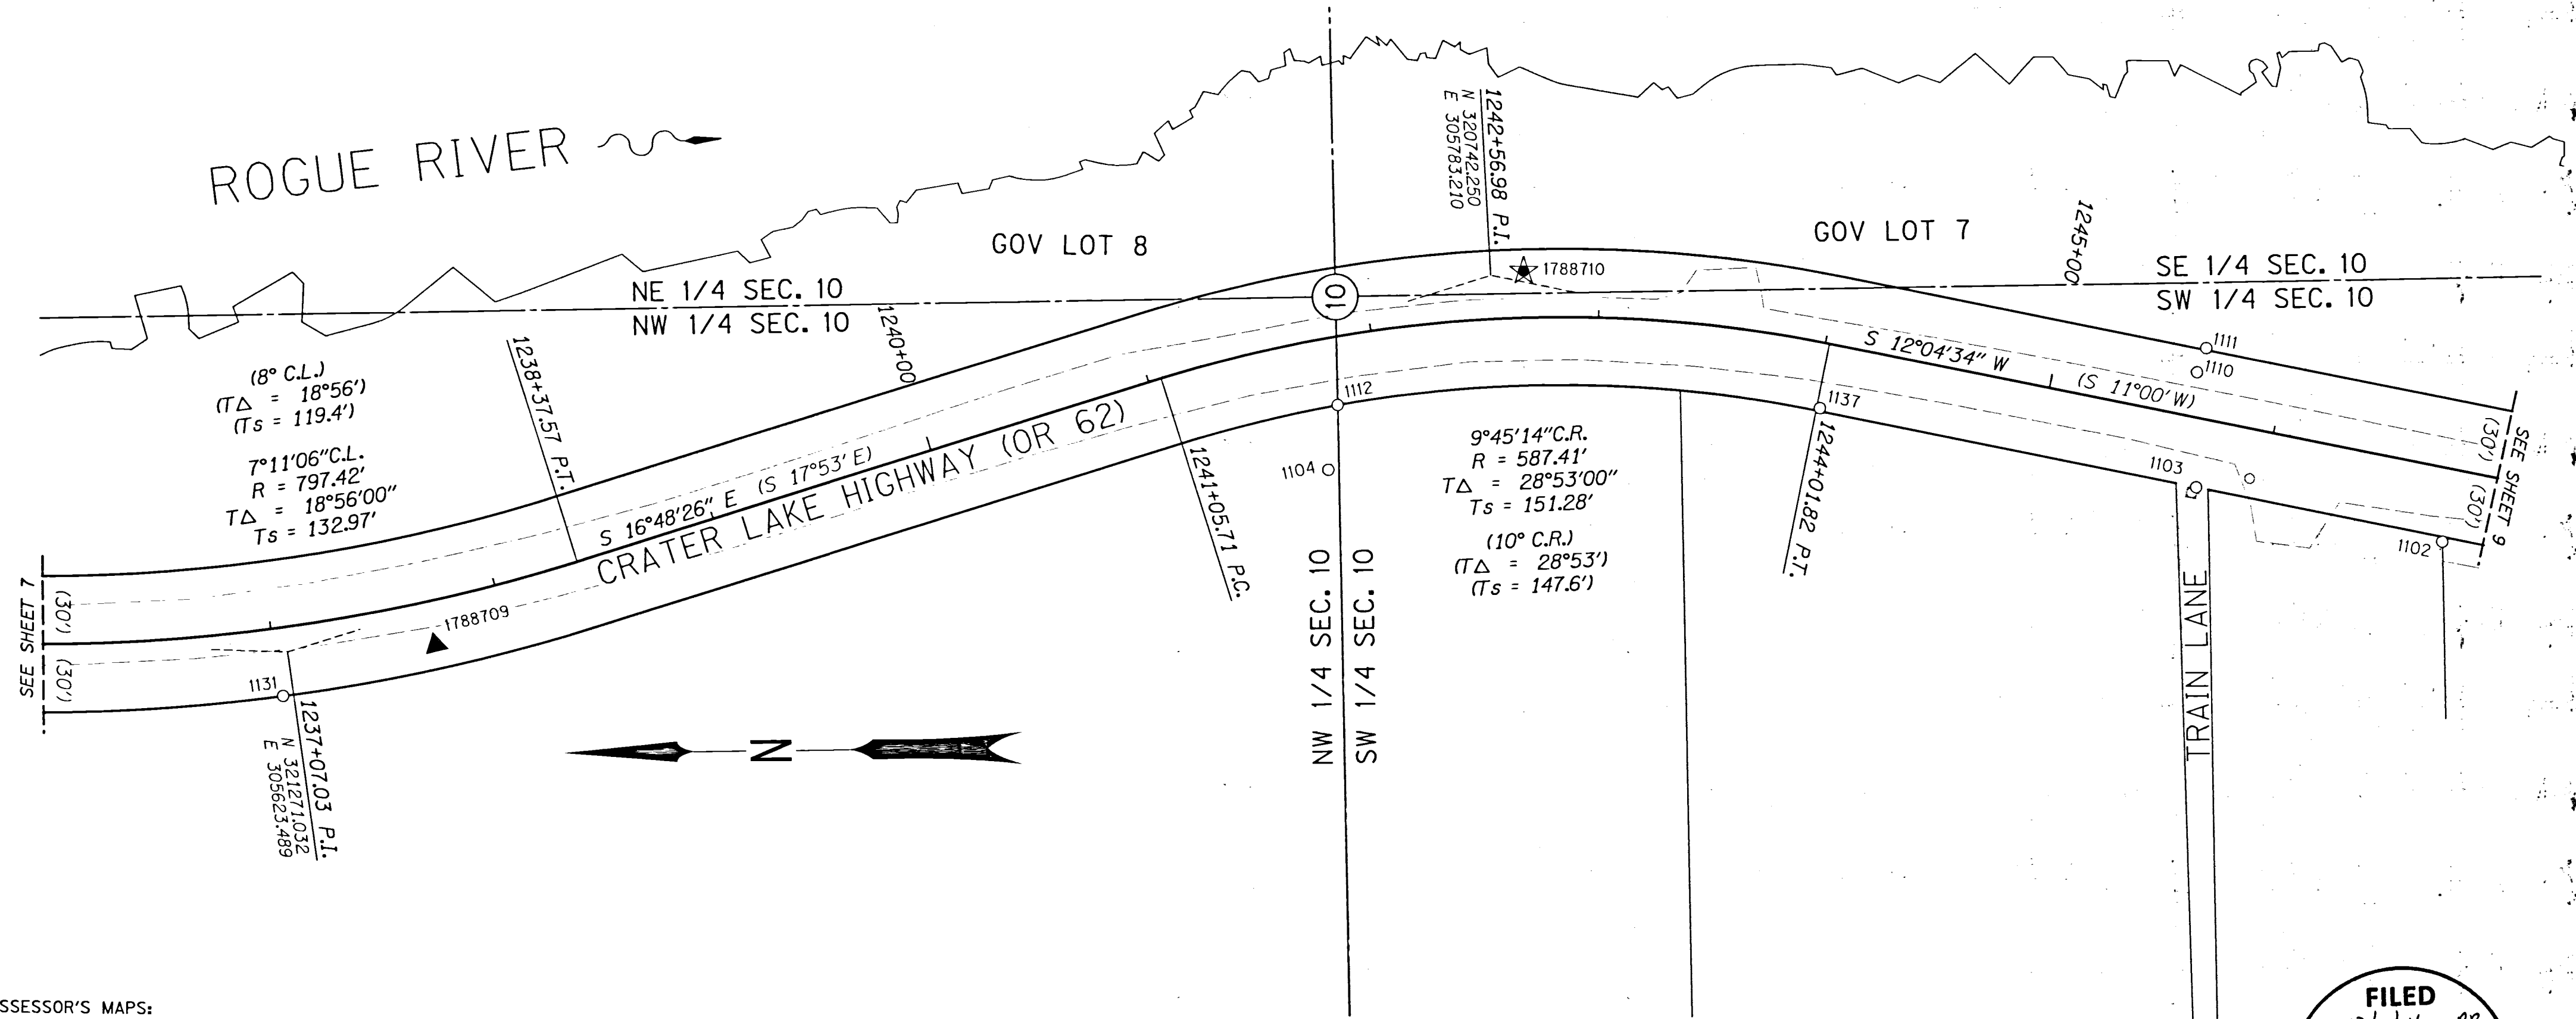 ROGUE RIVER
GOV LOT 8
GOV LOT 7
1242+56.98 P.I.
N 320742.250
E 305783.210
1788710
1245+00
NE 1/4 SEC. 10
NW 1/4 SEC. 10
10
SE 1/4 SEC. 10
SW 1/4 SEC. 10
(8° C.L.)
(T∆ = 18°56')
(Ts = 119.4')
7°11'06"C.L.
R = 797.42'
T∆ = 18°56'00"
Ts = 132.97'
1238+37.57 P.T.
1240+00
S 16°48'26" E (S 17°53' E)
CRATER LAKE HIGHWAY (OR 62)
1241+05.71 P.C.
1112
1104
9°45'14"C.R.
R = 587.41'
T∆ = 28°53'00"
Ts = 151.28'
(10° C.R.)
(T∆ = 28°53')
(Ts = 147.6')
S 12°04'34" W
(S 11°00' W)
1137
1244+01.82 P.T.
1111
1110
1103
1102
(30')
(30')
SEE SHEET 9
SEE SHEET 7
(30')
(30')
1788709
1131
1237+07.03 P.I.
N 321271.032
E 305623.489
N
NW 1/4 SEC. 10
SW 1/4 SEC. 10
TRAIN LANE
SSESSOR'S MAPS:
FILED